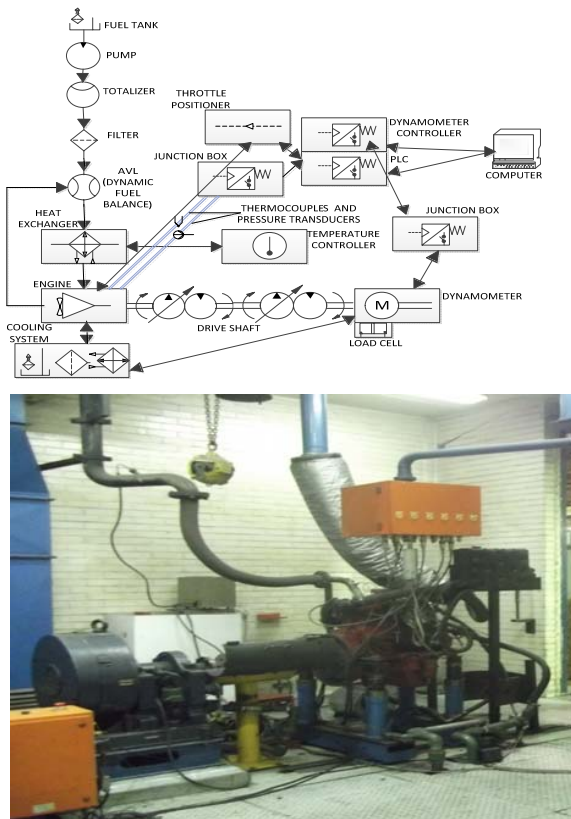 FUEL TANK
PUMP
TOTALIZER
FILTER
AVL
(DYNAMIC
FUEL
BALANCE)
HEAT
EXCHANGER
ENGINE
COOLING
SYSTEM
THROTTLE
POSITIONER
JUNCTION BOX
THERMOCOUPLES AND
PRESSURE TRANSDUCERS
TEMPERATURE
CONTROLLER
DRIVE SHAFT
DYNAMOMETER
CONTROLLER
PLC
COMPUTER
JUNCTION BOX
M
DYNAMOMETER
LOAD CELL